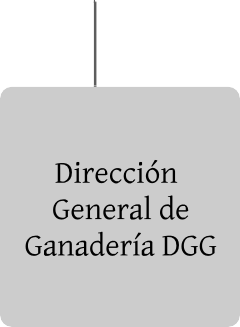 Dirección
General de
Ganadería DGG